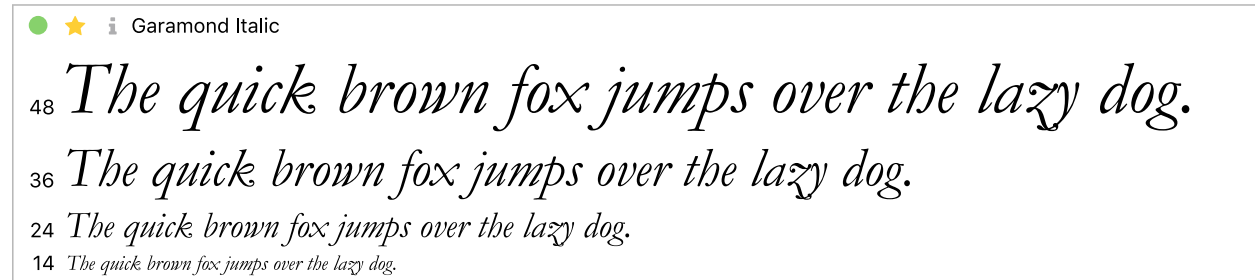 Garamond Italic
48 The quick brown fox jumps over the lazy dog.
36 The quick brown fox jumps over the lazy dog.
24 The quick brown fox jumps over the lazy dog.
14 The quick brown fox jumps over the lazy dog.